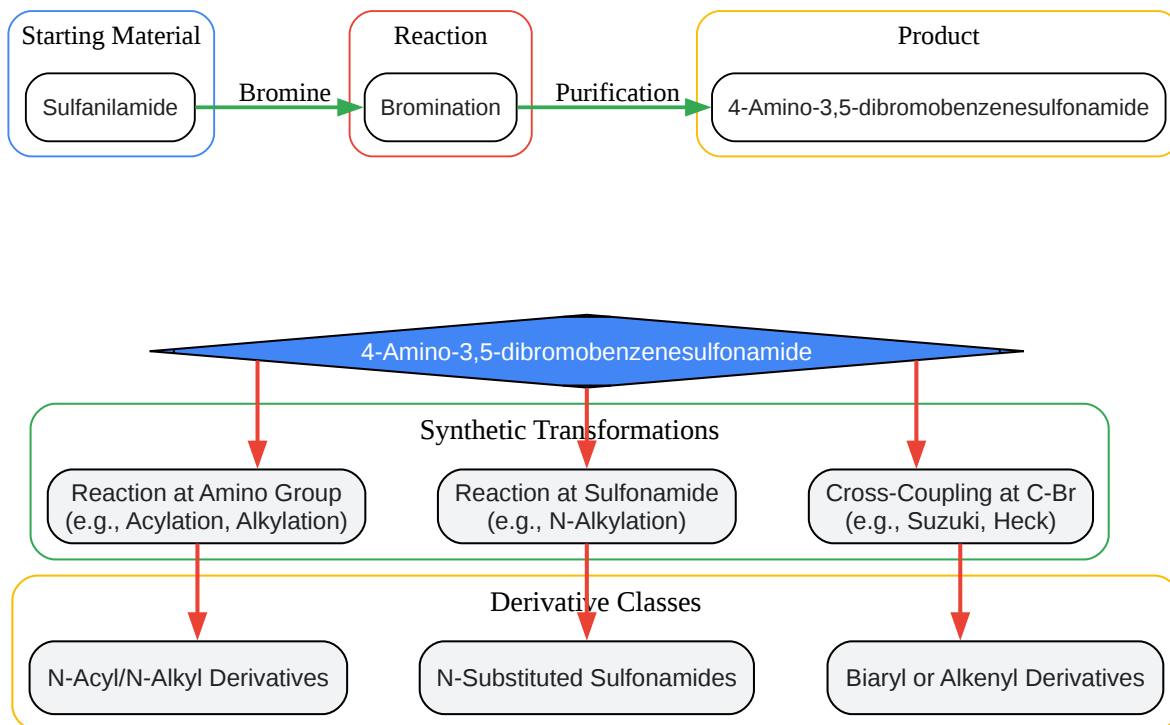 Starting Material
Reaction
Product
Sulfanilamide
Bromine
Bromination
Purification
4-Amino-3,5-dibromobenzenesulfonamide
4-Amino-3,5-dibromobenzenesulfonamide
Synthetic Transformations
Reaction at Amino Group
(e.g., Acylation, Alkylation)
Reaction at Sulfonamide
(e.g., N-Alkylation)
Cross-Coupling at C-Br
(e.g., Suzuki, Heck)
Derivative Classes
N-Acyl/N-Alkyl Derivatives
N-Substituted Sulfonamides
Biaryl or Alkenyl Derivatives